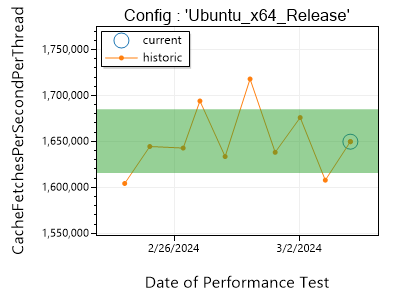 Config : 'Ubuntu_x64_Release'
CacheFetchesPerSecondPerThread
1,750,000
1,700,000
1,650,000
1,600,000
1,550,000
current
historic
2/26/2024
3/2/2024
Date of Performance Test